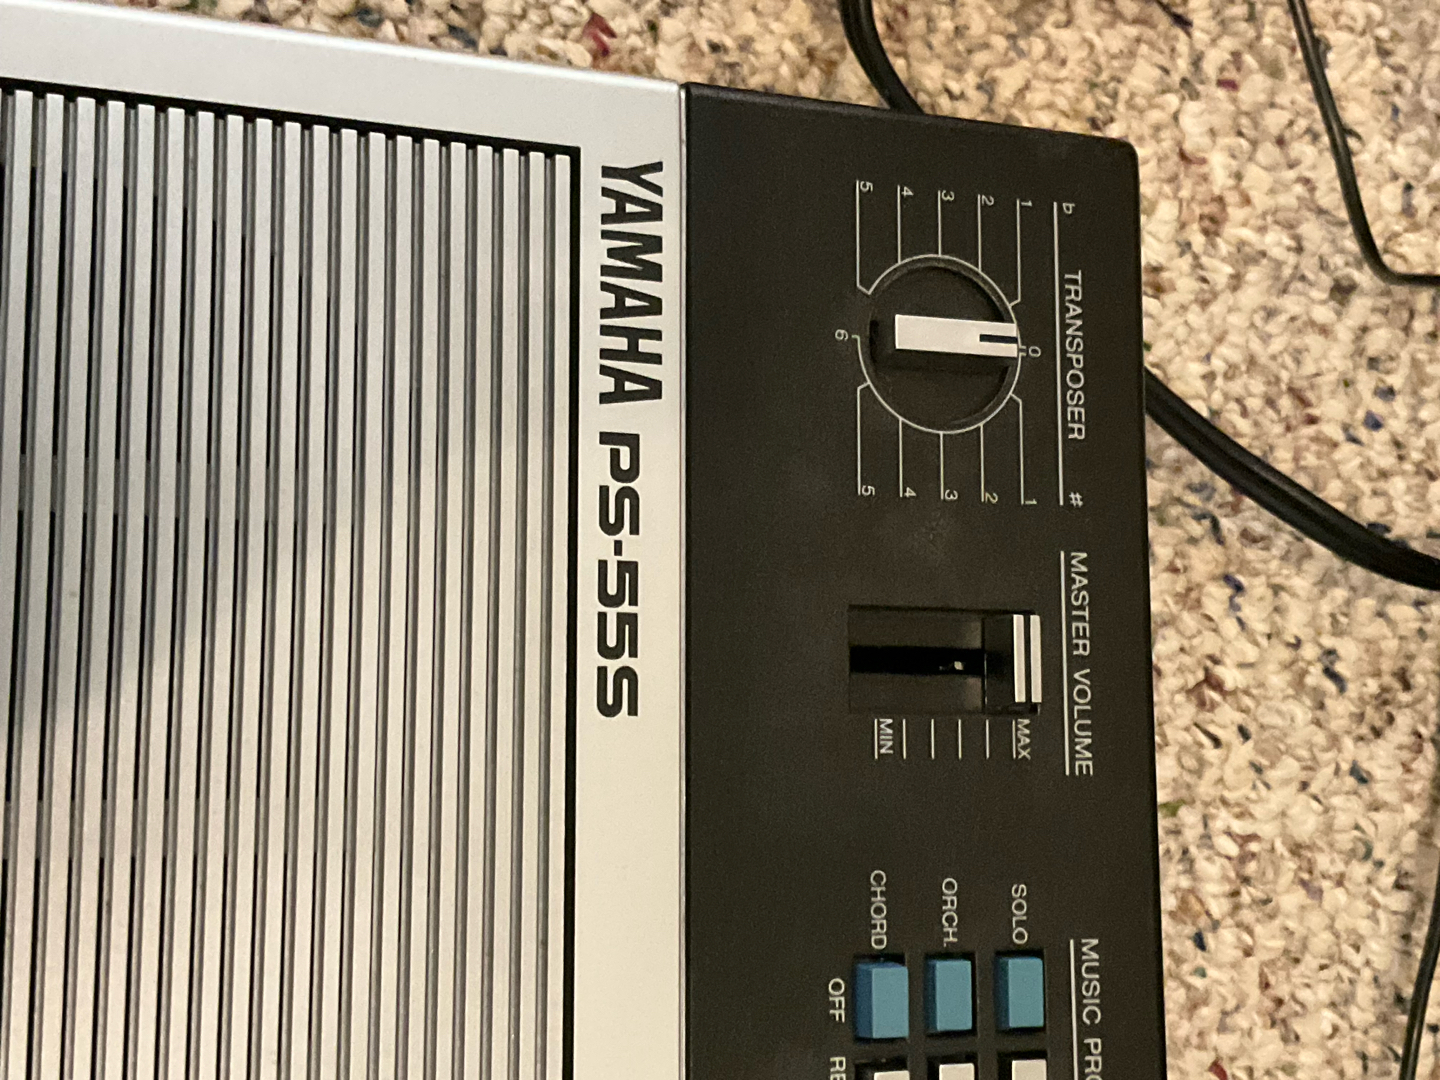 YAMAHA PS-55S
♭ TRANSPOSER #
0
1 1
2 2
3 3
4 4
5 5
6
MASTER VOLUME
MAX
MIN
MUSIC PRO
SOLO
ORCH.
CHORD
OFF RE